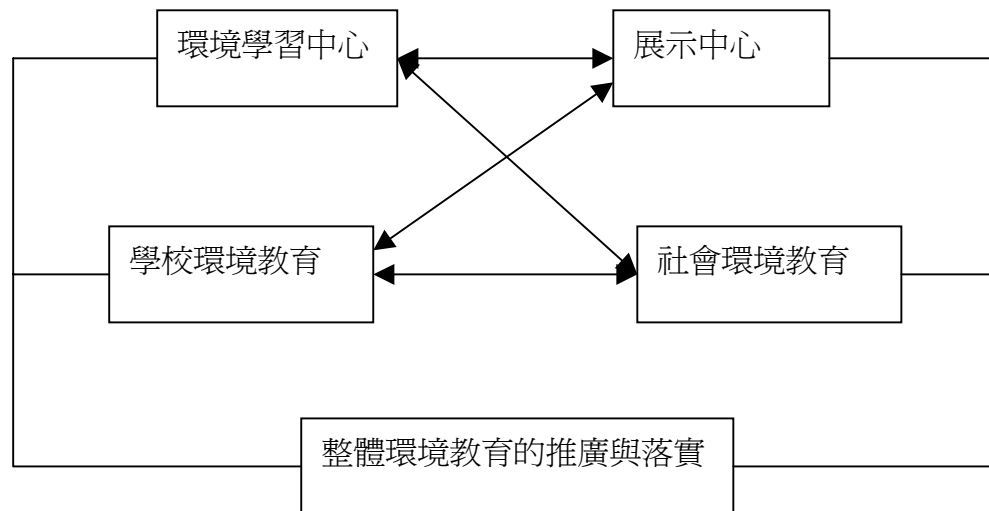 環境學習中心
展示中心
學校環境教育
社會環境教育
整體環境教育的推廣與落實